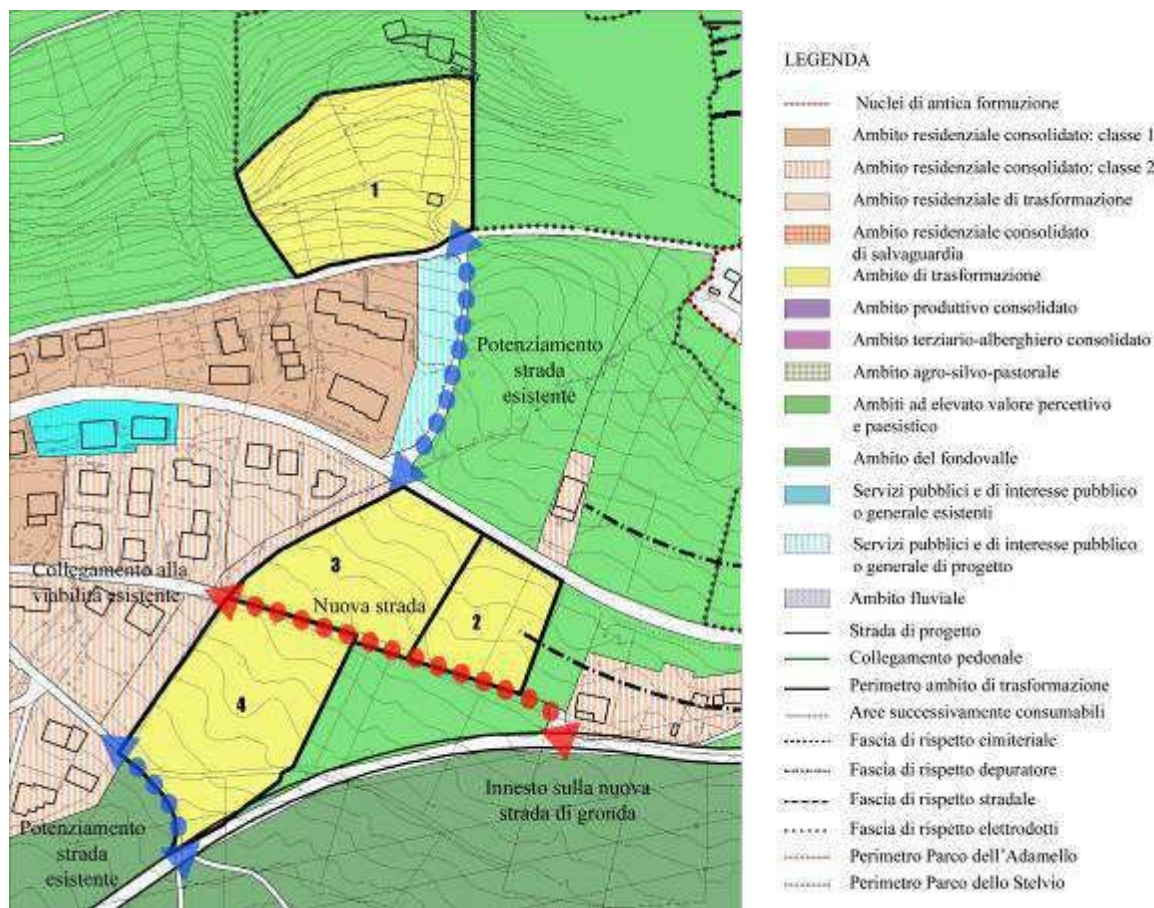 1
Potenziamento
strada
esistente
3
Collegamento alla
viabilità esistente
Nuova strada
2
4
Innesto sulla nuova
strada di gronda
Potenziamento
strada
esistente
LEGENDA
Nuclei di antica formazione
Ambito residenziale consolidato: classe 1
Ambito residenziale consolidato: classe 2
Ambito residenziale di trasformazione
Ambito residenziale consolidato
di salvaguardia
Ambito di trasformazione
Ambito produttivo consolidato
Ambito terziario-alberghiero consolidato
Ambito agro-silvo-pastorale
Ambiti ad elevato valore percettivo
e paesistico
Ambito del fondovalle
Servizi pubblici e di interesse pubblico
o generale esistenti
Servizi pubblici e di interesse pubblico
o generale di progetto
Ambito fluviale
Strada di progetto
Collegamento pedonale
Perimetro ambito di trasformazione
Aree successivamente consumabili
Fascia di rispetto cimiteriale
Fascia di rispetto depuratore
Fascia di rispetto stradale
Fascia di rispetto elettrodotti
Perimetro Parco dell'Adamello
Perimetro Parco dello Stelvio